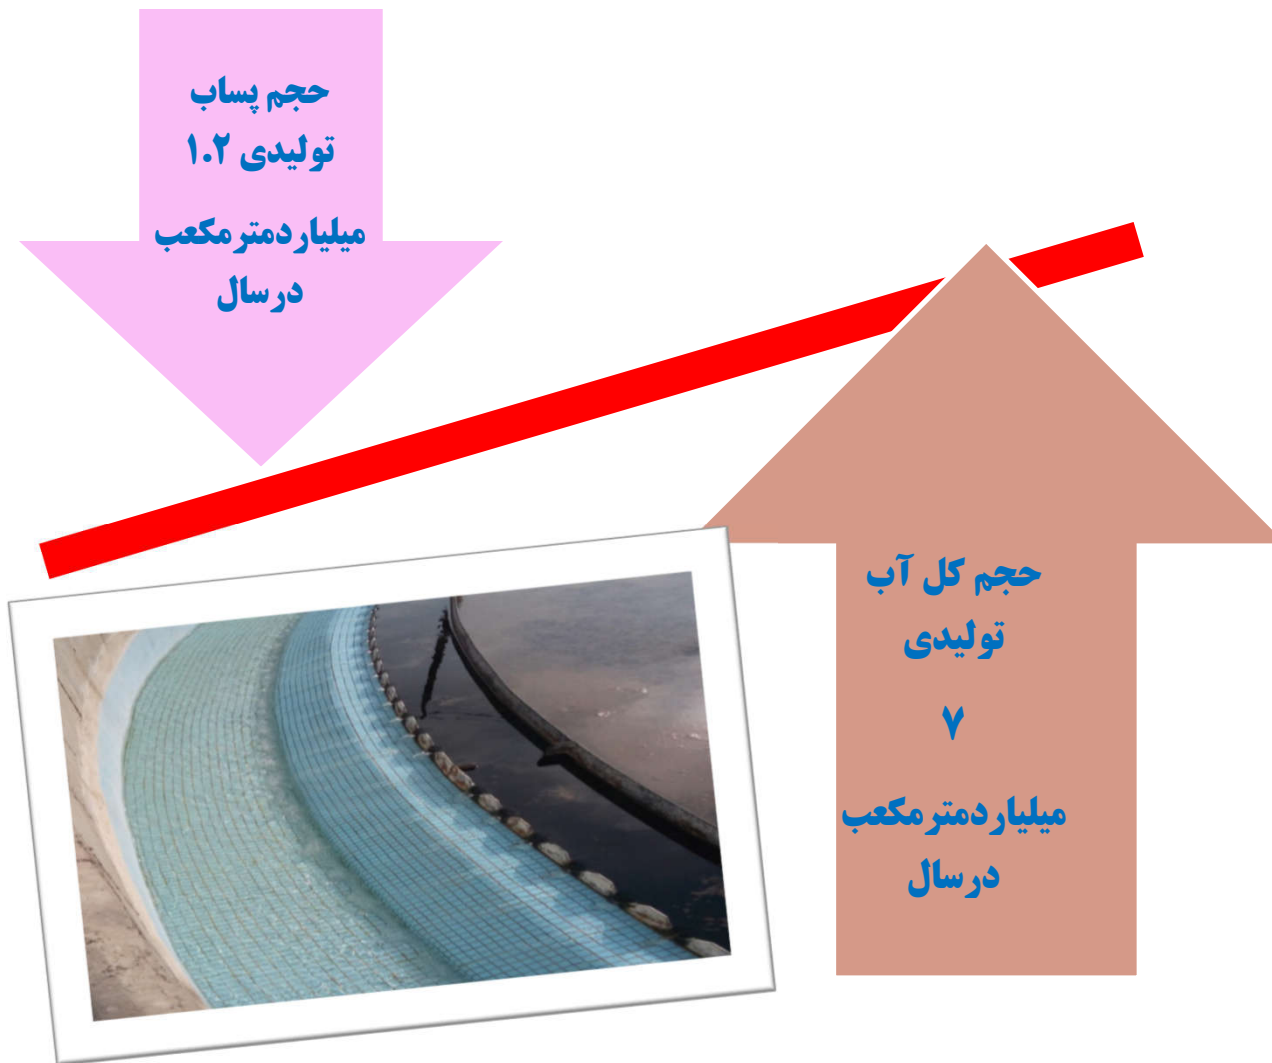 حجم پساب
تولیدی ۱.۲
میلیاردمترمکعب
درسال
حجم کل آب
تولیدی
۷
میلیاردمترمکعب
درسال